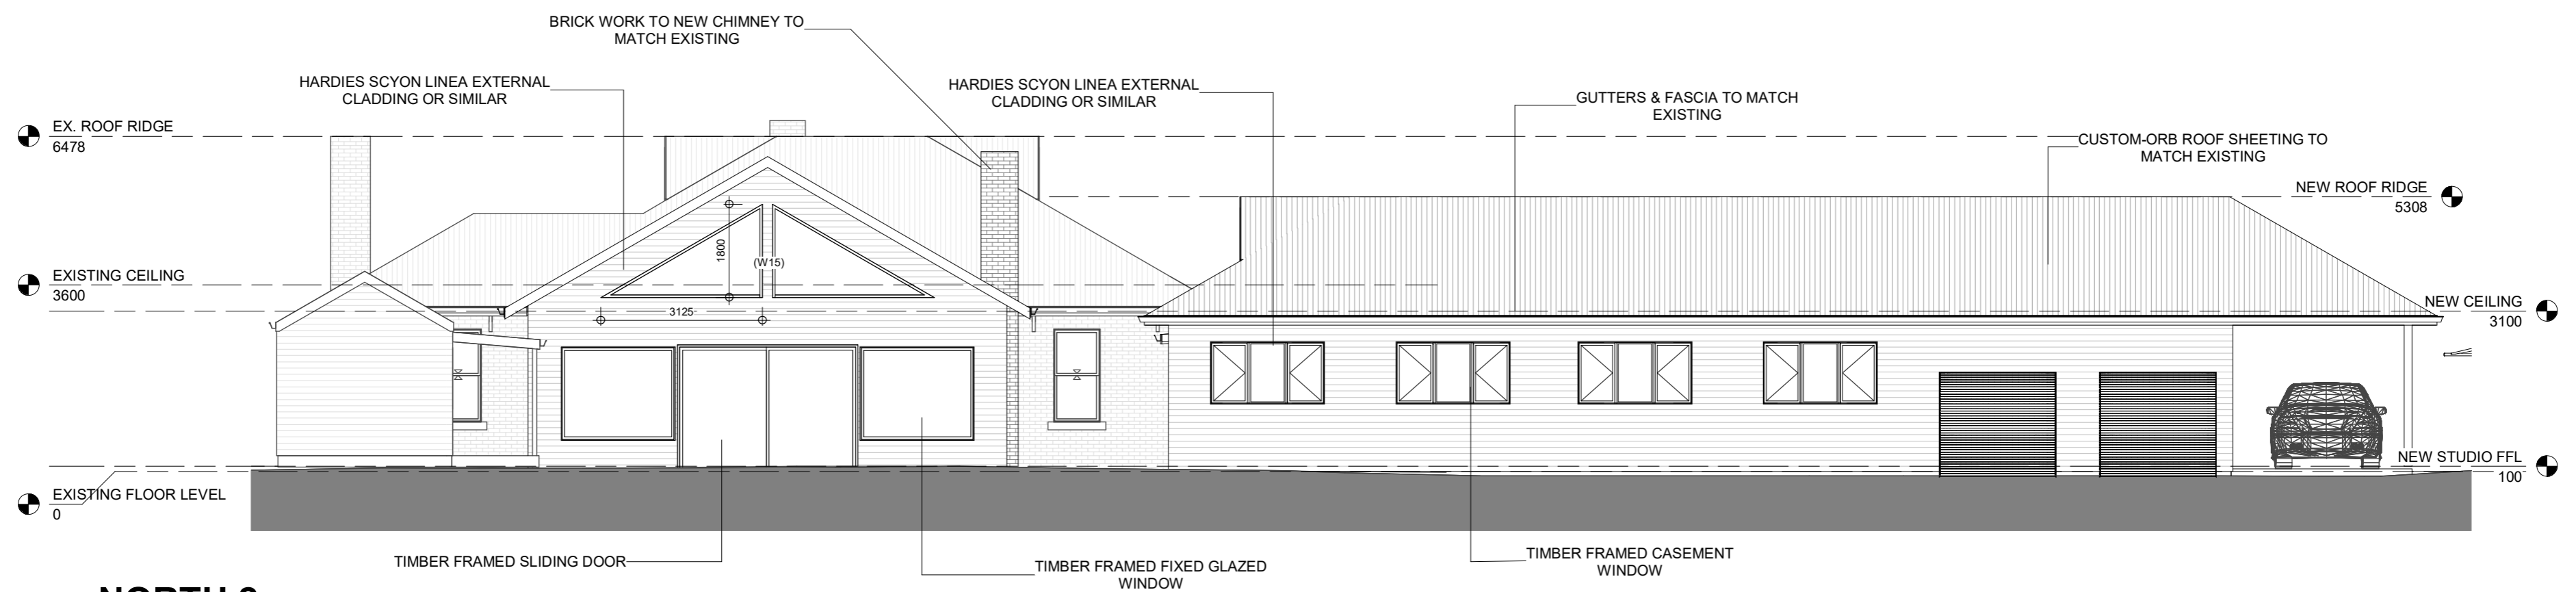 BRICK WORK TO NEW CHIMNEY TO
MATCH EXISTING
HARDIES SCYON LINEA EXTERNAL
CLADDING OR SIMILAR
HARDIES SCYON LINEA EXTERNAL
CLADDING OR SIMILAR
GUTTERS & FASCIA TO MATCH
EXISTING
EX. ROOF RIDGE
6478
CUSTOM-ORB ROOF SHEETING TO
MATCH EXISTING
NEW ROOF RIDGE
5308
1800
(W15)
EXISTING CEILING
3600
3125
NEW CEILING
3100
NEW STUDIO FFL
100
EXISTING FLOOR LEVEL
0
TIMBER FRAMED SLIDING DOOR
TIMBER FRAMED FIXED GLAZED
WINDOW
TIMBER FRAMED CASEMENT
WINDOW
NORTH